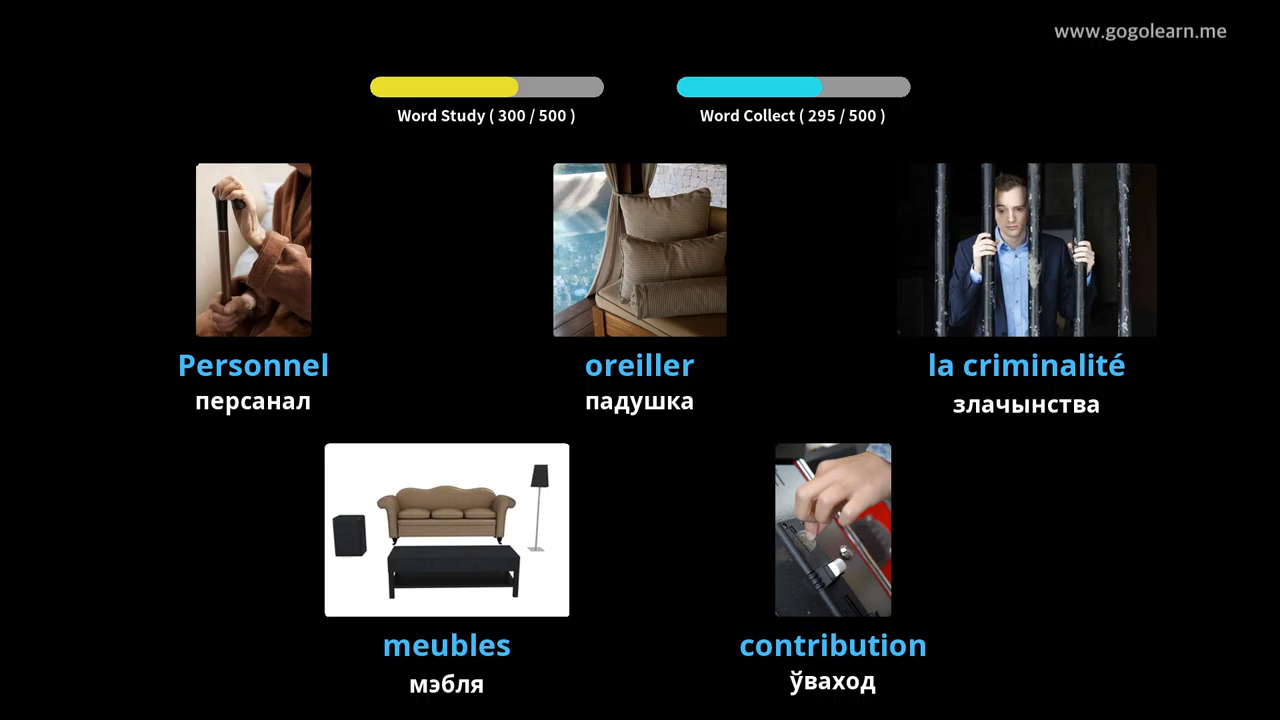 www.gogolearn.me
Word Study ( 300 / 500 )
Word Collect ( 295 / 500 )
Personnel
персанал
oreiller
падушка
la criminalité
злачынства
meubles
мэбля
contribution
ўваход